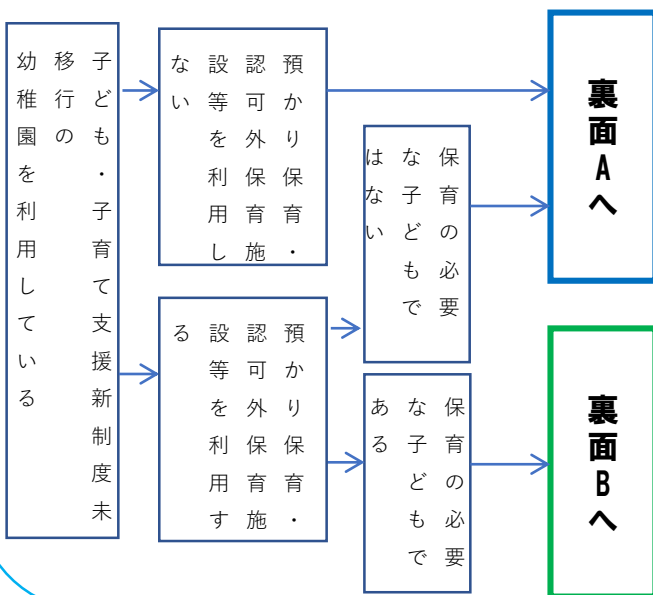 子ども・子育て支援新制度未
移行の
幼稚園を利用している
預かり保育・
認可外保育施
設等を利用し
ない
預かり保育・
認可外保育施
設等を利用す
る
保育の必要
な子どもで
はない
保育の必要
な子どもで
ある
裏面Aへ
裏面Bへ